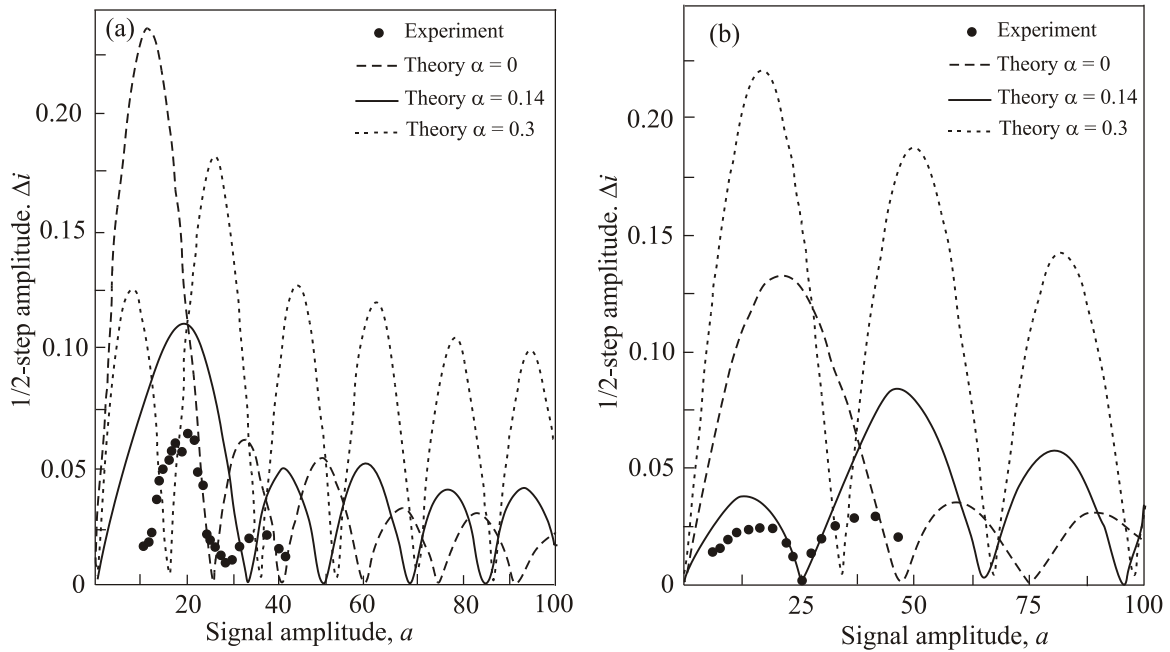 (a)
Experiment
Theory α = 0
Theory α = 0.14
Theory α = 0.3
0.20
0.15
0.10
0.05
0
1/2-step amplitude. Δi
20
40
60
80
100
Signal amplitude, a
(b)
Experiment
Theory α = 0
Theory α = 0.14
Theory α = 0.3
0.20
0.15
0.10
0.05
0
1/2-step amplitude. Δi
25
50
75
100
Signal amplitude, a